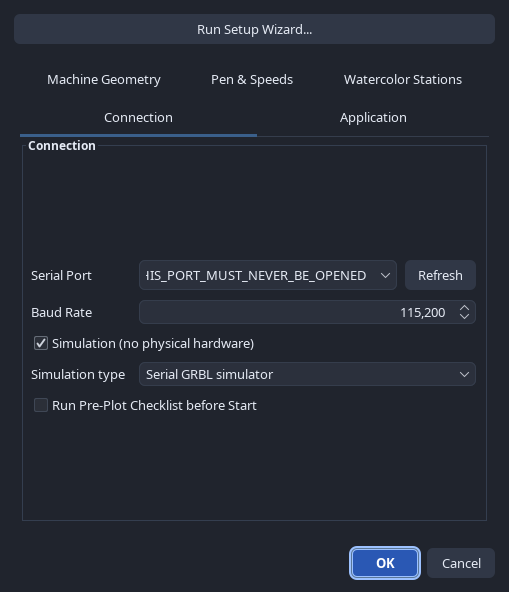 Run Setup Wizard...
Machine Geometry Pen & Speeds Watercolor Stations
Connection Application
Connection
Serial Port HIS_PORT_MUST_NEVER_BE_OPENED Refresh
Baud Rate 115,200
Simulation (no physical hardware)
Simulation type Serial GRBL simulator
Run Pre-Plot Checklist before Start
OK Cancel